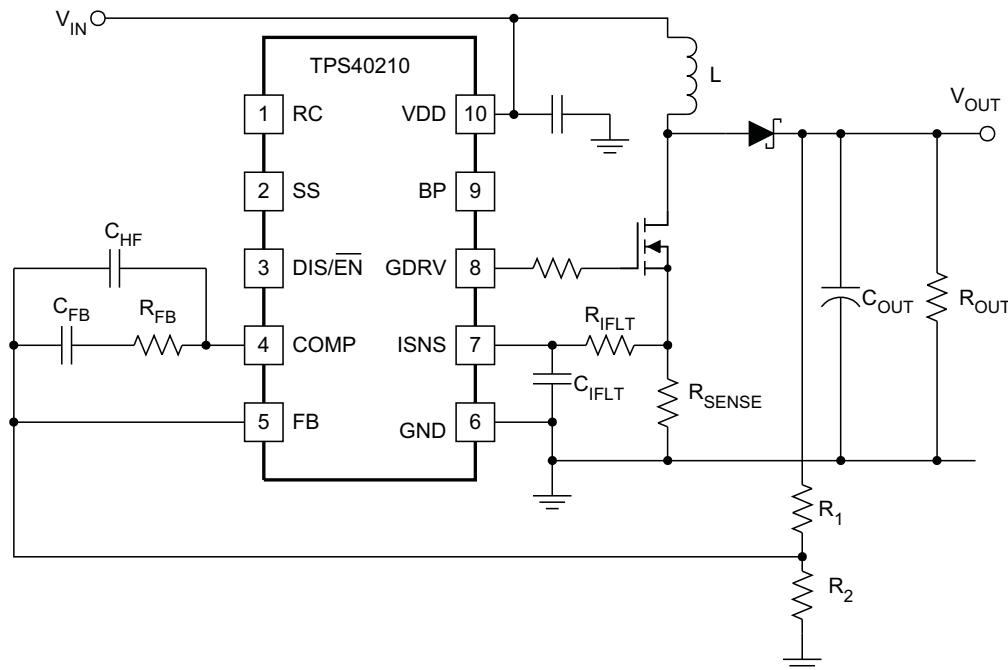 V_IN
TPS40210
L
V_OUT
1 RC
VDD 10
2 SS
BP 9
C_HF
3 DIS/E̅N̅
GDRV 8
C_FB
R_FB
4 COMP
ISNS 7
R_IFLT
C_OUT
R_OUT
C_IFLT
R_SENSE
5 FB
GND 6
R_1
R_2